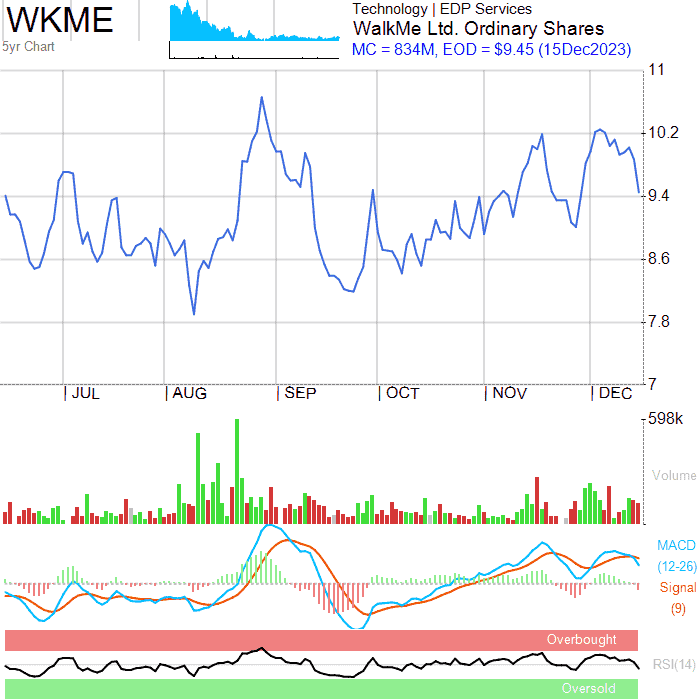 WKME
5yr Chart
Technology | EDP Services
WalkMe Ltd. Ordinary Shares
MC = 834M, EOD = $9.45 (15Dec2023)
11
10.2
9.4
8.6
7.8
7
JUL AUG SEP OCT NOV DEC
598k
Volume
MACD
(12-26)
Signal
(9)
Overbought
RSI(14)
Oversold